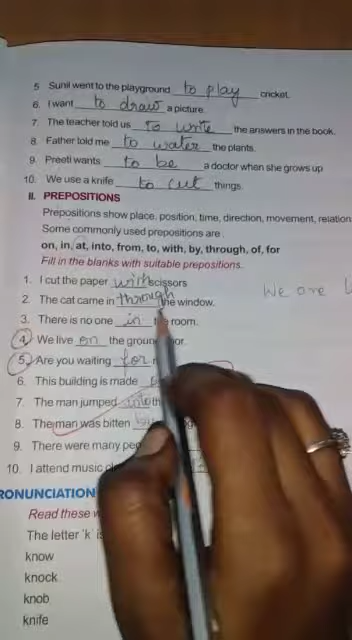 5 Sunil went to the playground to play cricket.
6. I want to draw a picture.
7. The teacher told us to write the answers in the book.
8. Father told me to water the plants.
9. Preeti wants to be a doctor when she grows up
10. We use a knife to cut things.
II. PREPOSITIONS
Prepositions show place, position, time, direction, movement, relation
Some commonly used prepositions are
on, in, at, into, from, to, with, by, through, of, for
Fill in the blanks with suitable prepositions.
1. I cut the paper with scissors
2. The cat came in through the window.
We are
3. There is no one in the room.
4. We live on the ground
5. Are you waiting for
6. This building is made
7. The man jumped into
8. The man was bitten
9. There were many
10. I attend music
RONUNCIATION
Read these
The letter 'k'
know
knock
knob
knife